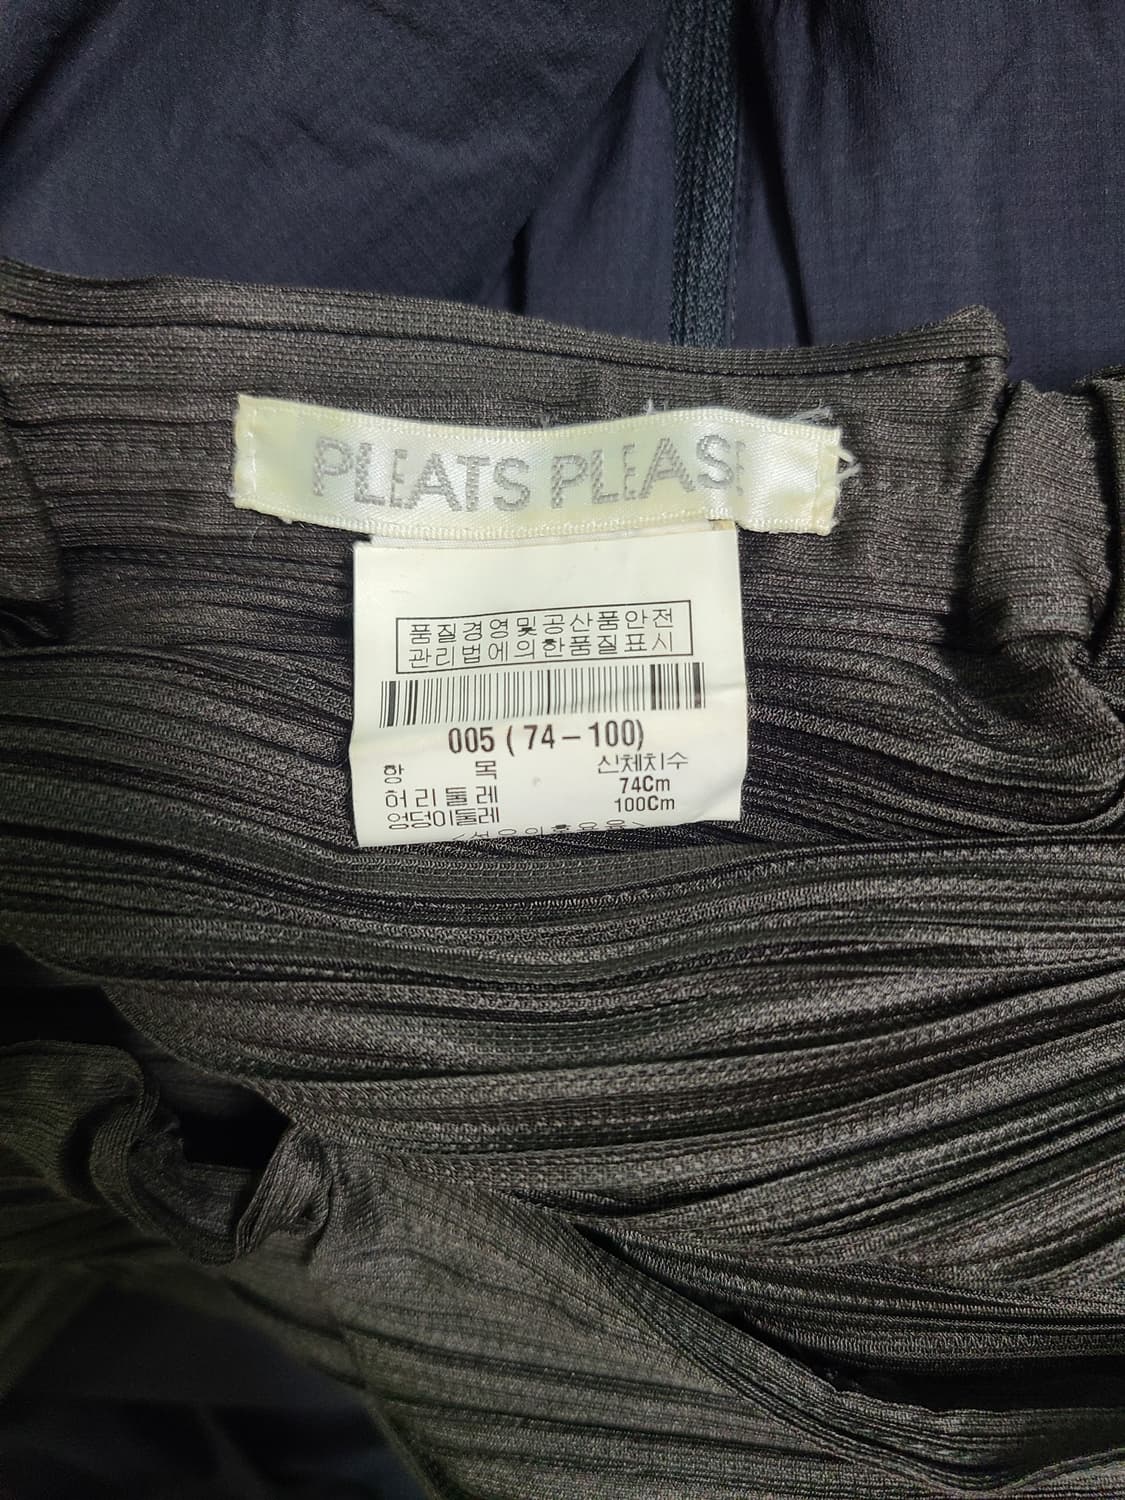 PLEATS PLEASE
품질경영및공산품안전
관리법에의한품질표시
005 ( 74 – 100)
항 목 신체치수
허리둘레 74Cm
엉덩이둘레 100Cm